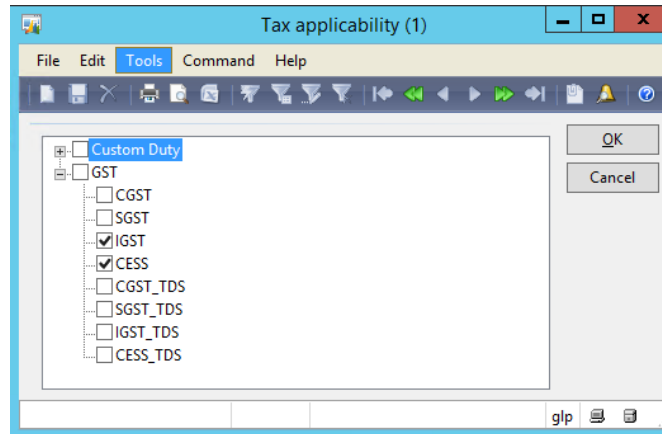 Tax applicability (1)
File Edit Tools Command Help
Custom Duty
GST
CGST
SGST
IGST
CESS
CGST_TDS
SGST_TDS
IGST_TDS
CESS_TDS
OK
Cancel
glp